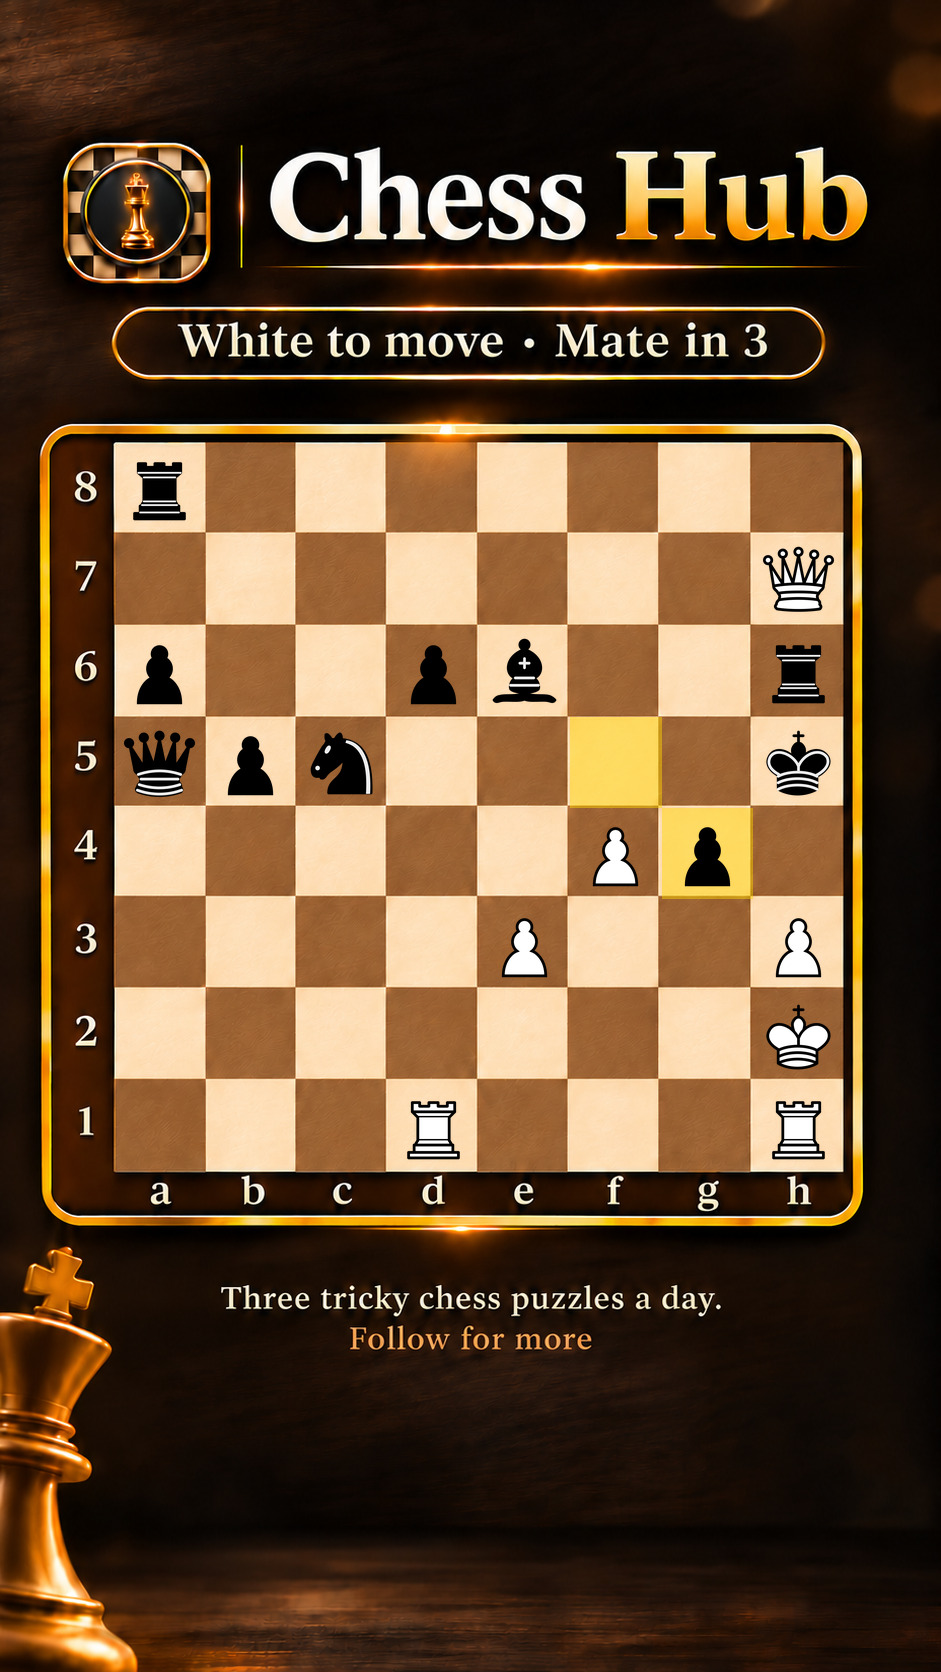 Chess Hub
White to move • Mate in 3
8
7
6
5
4
3
2
1
a b c d e f g h
Three tricky chess puzzles a day.
Follow for more